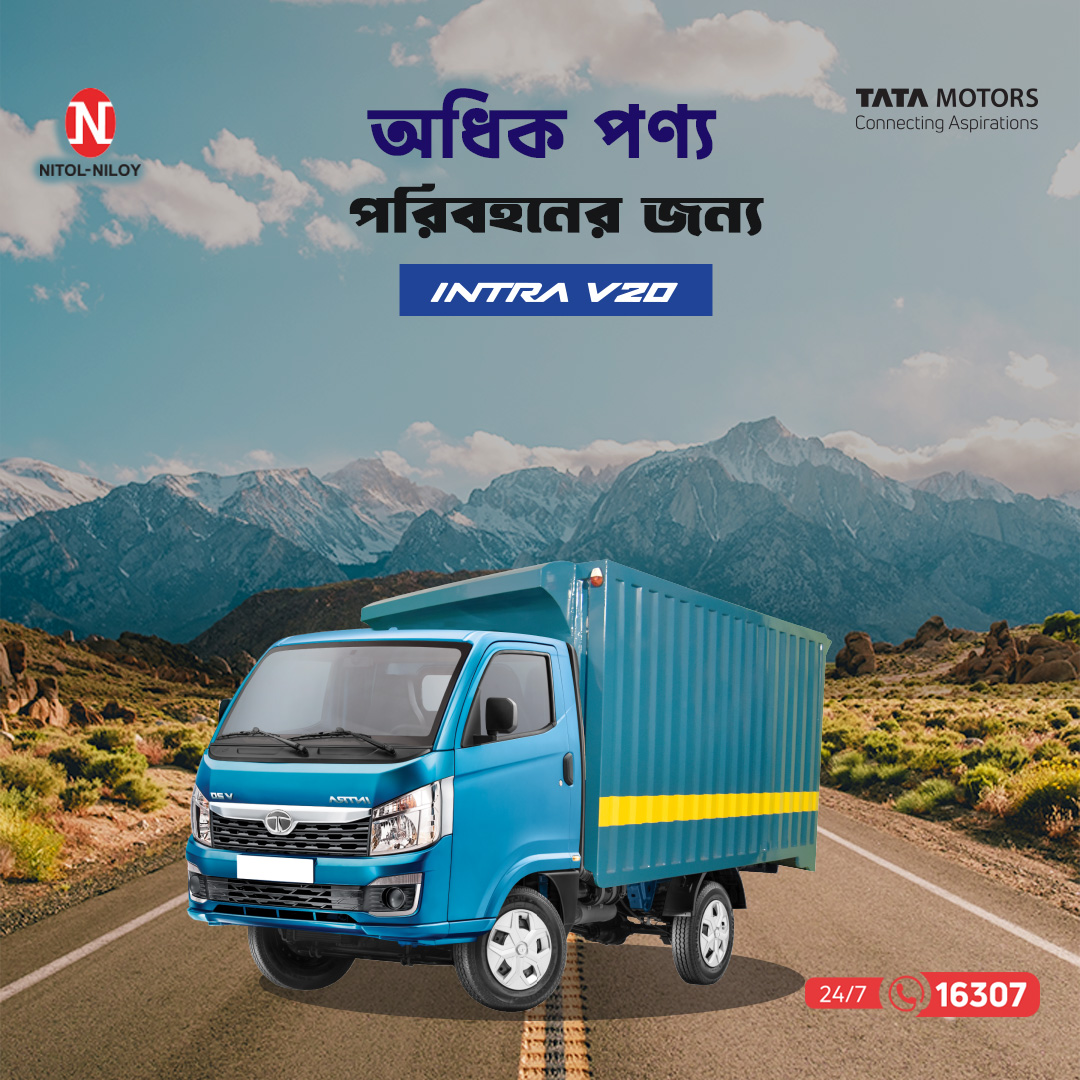 NITOL-NILOY
TATA MOTORS
Connecting Aspirations
অধিক পণ্য
পরিবহনের জন্য
INTRA V20
24/7 16307